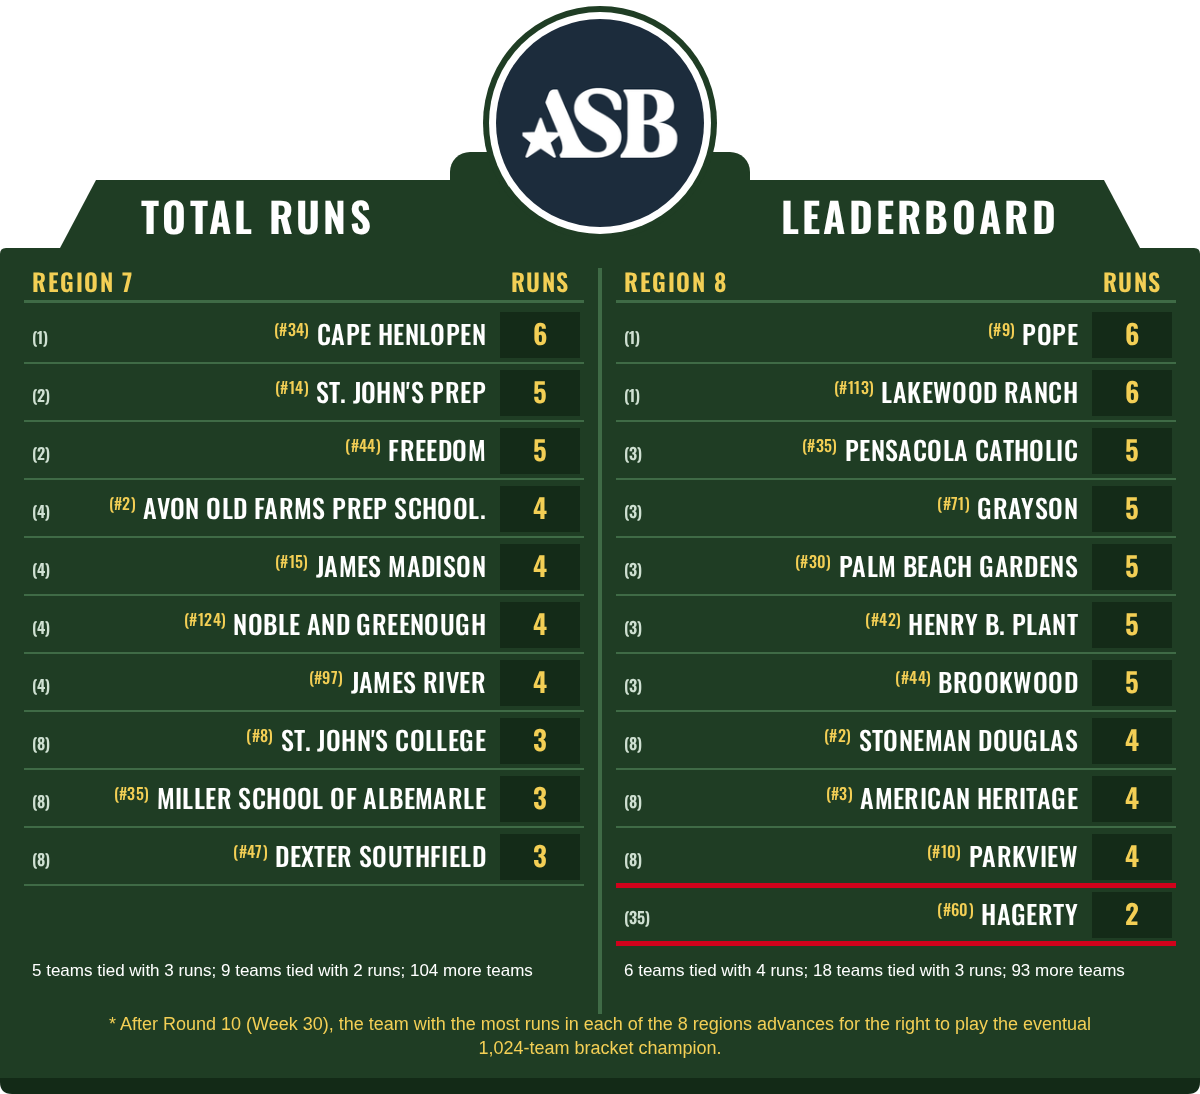 ASB
TOTAL RUNS
LEADERBOARD
REGION 7 RUNS
(1) (#34) CAPE HENLOPEN 6
(2) (#14) ST. JOHN'S PREP 5
(2) (#44) FREEDOM 5
(4) (#2) AVON OLD FARMS PREP SCHOOL. 4
(4) (#15) JAMES MADISON 4
(4) (#124) NOBLE AND GREENOUGH 4
(4) (#97) JAMES RIVER 4
(8) (#8) ST. JOHN'S COLLEGE 3
(8) (#35) MILLER SCHOOL OF ALBEMARLE 3
(8) (#47) DEXTER SOUTHFIELD 3
5 teams tied with 3 runs; 9 teams tied with 2 runs; 104 more teams
REGION 8 RUNS
(1) (#9) POPE 6
(1) (#113) LAKEWOOD RANCH 6
(3) (#35) PENSACOLA CATHOLIC 5
(3) (#71) GRAYSON 5
(3) (#30) PALM BEACH GARDENS 5
(3) (#42) HENRY B. PLANT 5
(3) (#44) BROOKWOOD 5
(8) (#2) STONEMAN DOUGLAS 4
(8) (#3) AMERICAN HERITAGE 4
(8) (#10) PARKVIEW 4
(35) (#60) HAGERTY 2
6 teams tied with 4 runs; 18 teams tied with 3 runs; 93 more teams
* After Round 10 (Week 30), the team with the most runs in each of the 8 regions advances for the right to play the eventual
1,024-team bracket champion.